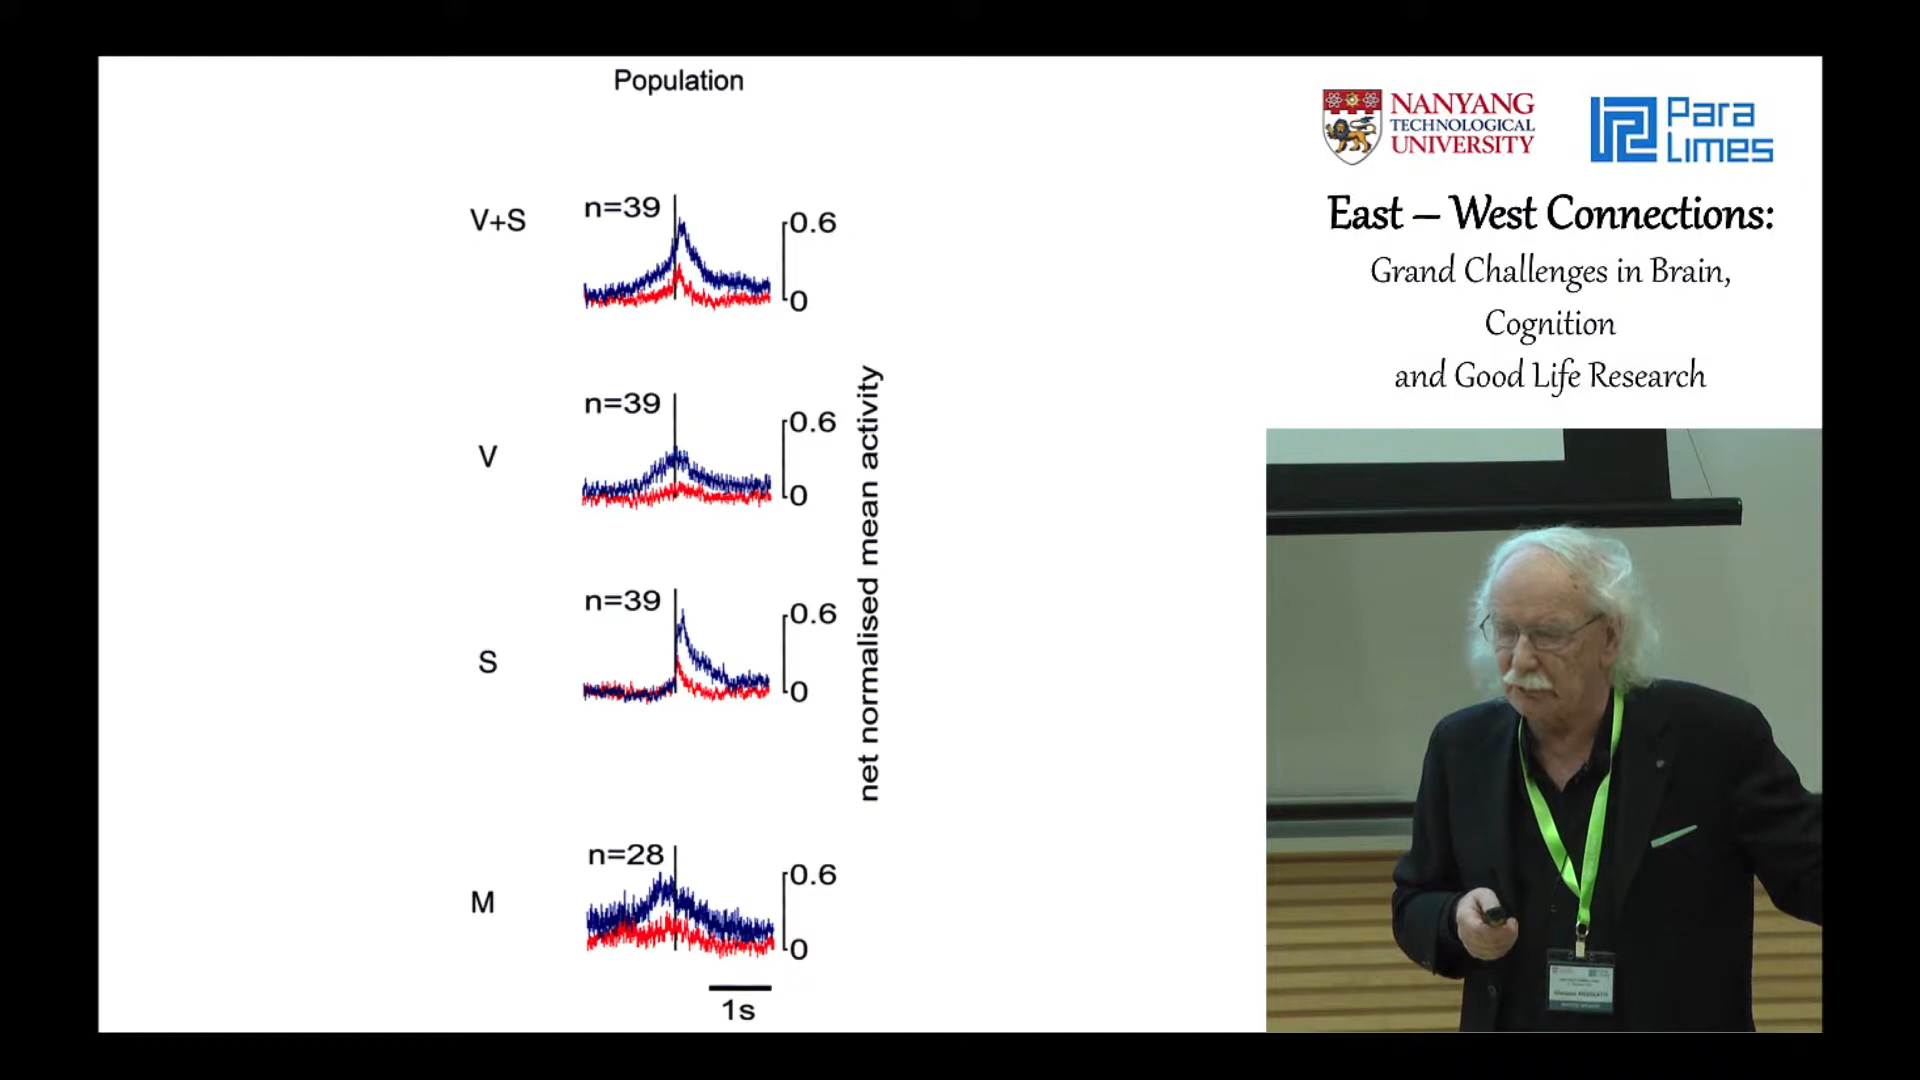 Population
V+S
n=39
0.6
0
V
n=39
0.6
0
S
n=39
0.6
0
M
n=28
0.6
0
1s
net normalised mean activity
NANYANG
TECHNOLOGICAL
UNIVERSITY
Para
Limes
East – West Connections:
Grand Challenges in Brain,
Cognition
and Good Life Research